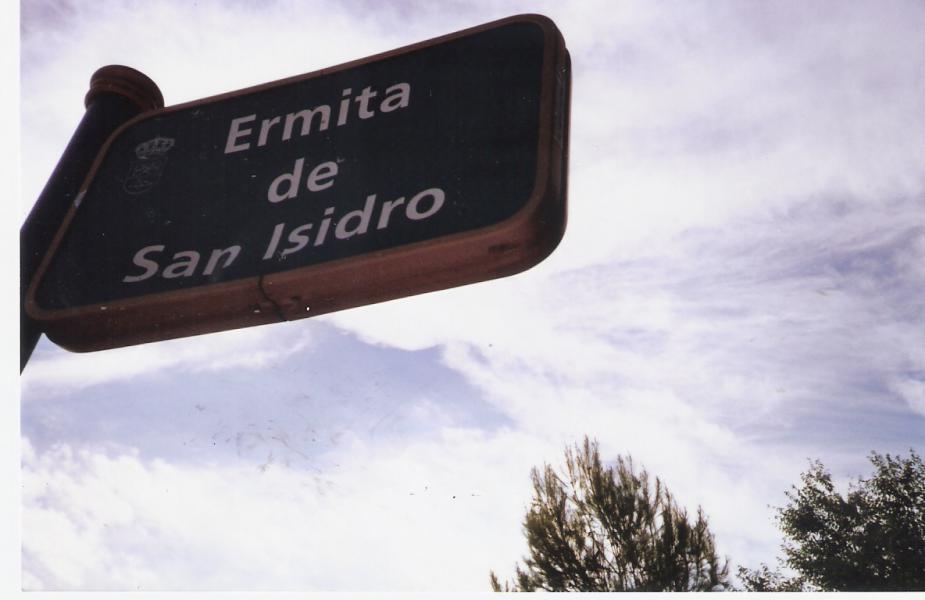 Ermita
de
San Isidro